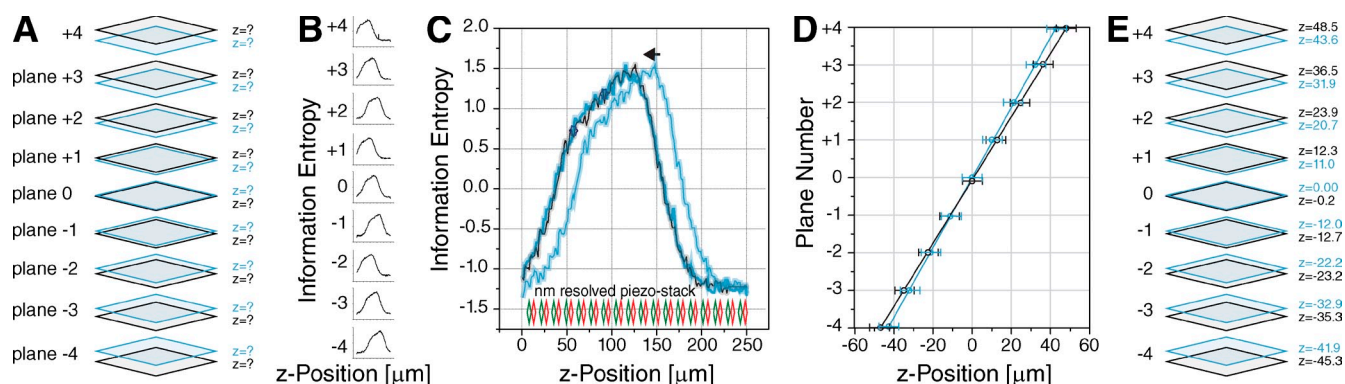 A
+4
z=?
z=?
plane +3
z=?
z=?
plane +2
z=?
z=?
plane +1
z=?
z=?
plane 0
z=?
z=?
plane -1
z=?
z=?
plane -2
z=?
z=?
plane -3
z=?
z=?
plane -4
z=?
z=?
B
Information Entropy
+4
+3
+2
+1
0
-1
-2
-3
-4
z-Position [μm]
C
Information Entropy
2.0
1.5
1.0
0.5
0.0
-0.5
-1.0
-1.5
nm resolved piezo-stack
0 50 100 150 200 250
z-Position [μm]
D
Plane Number
+4
+3
+2
+1
0
-1
-2
-3
-4
-60 -40 -20 0 20 40 60
z-Position [μm]
E
+4
z=48.5
z=43.6
+3
z=36.5
z=31.9
+2
z=23.9
z=20.7
+1
z=12.3
z=11.0
0
z=0.00
z=-0.2
-1
z=-12.0
z=-12.7
-2
z=-22.2
z=-23.2
-3
z=-32.9
z=-35.3
-4
z=-41.9
z=-45.3